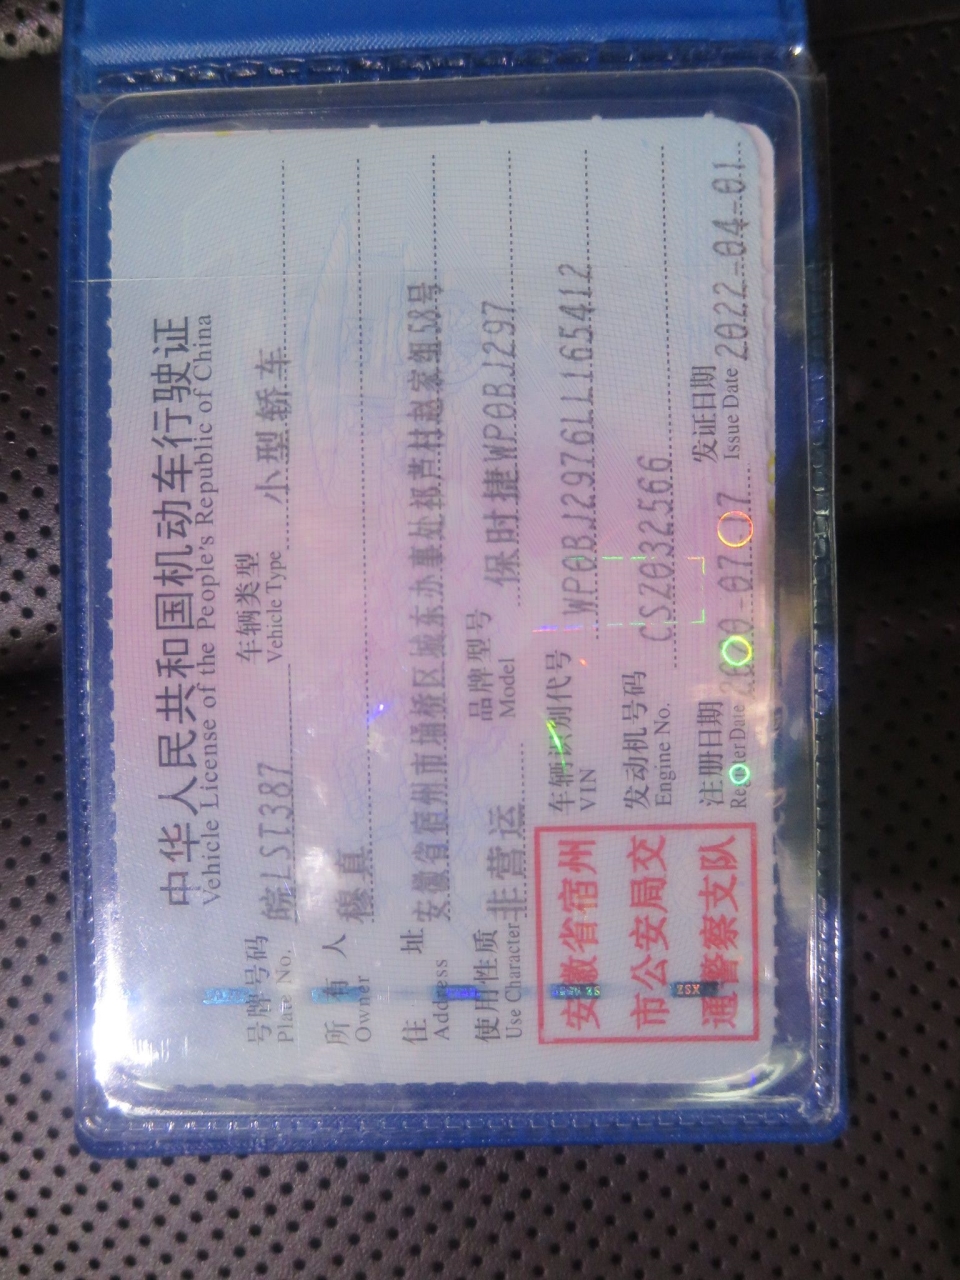 中华人民共和国机动车行驶证
Vehicle License of the People's Republic of China
号牌号码 皖LST387 车辆类型 小型轿车
Plate No. Vehicle Type
所有人 穆真
Owner
住址 安徽省宿州市埇桥区城东办事处祁芦村赵家组58号
Address
使用性质 非营运 品牌型号 保时捷WP0BJ297
Use Character Model
安徽省宿州
市公安局交
通警察支队
车辆识别代号 WP0BJ2976LL165412
VIN
发动机号码 CSZ032566
Engine No.
注册日期 发证日期 2022-04-01
Register Date Issue Date